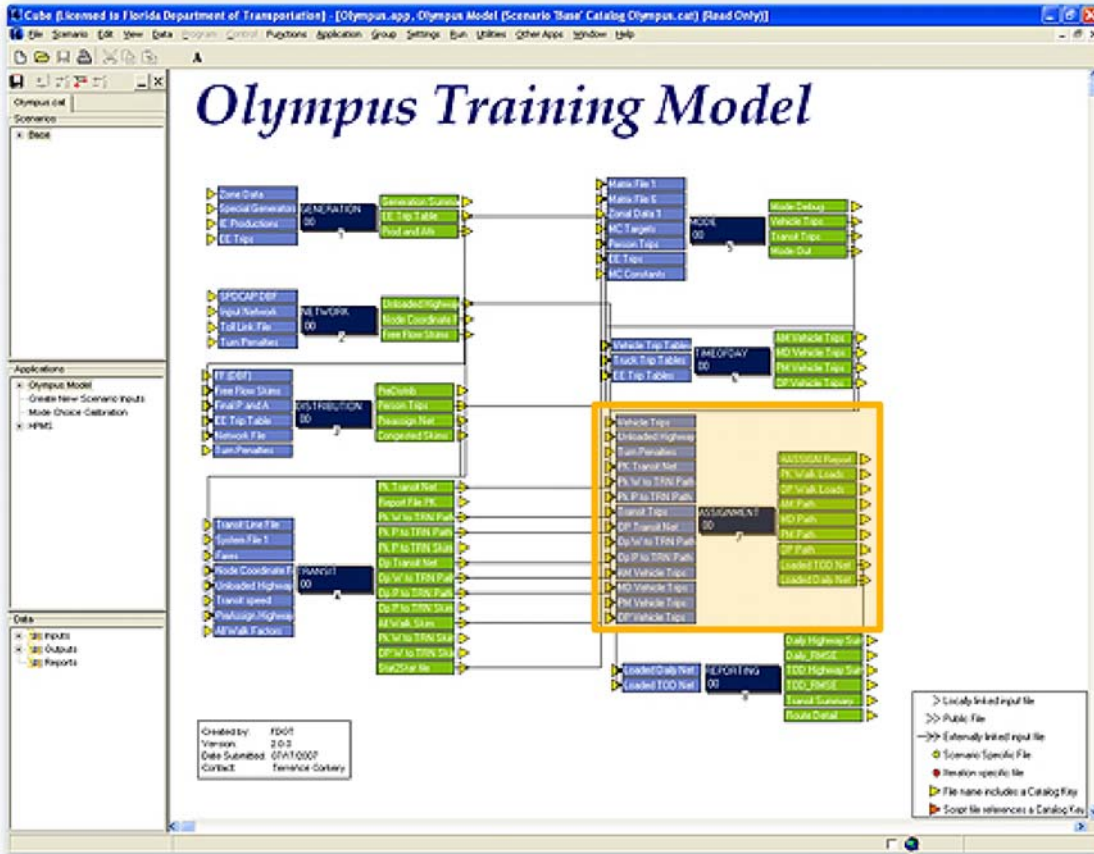 Cube (Licensed to Florida Department of Transportation) - [Olympus.app, Olympus Model (Scenario 'Base' Catalog Olympus.cat) (Read Only)]
File Scenario Edit View Data Program Control Functions Application Group Settings Run Utilities Other Apps Window Help
A
Olympus.cat
Scenarios
Base
Applications
Olympus Model
Create New Scenario Inputs
Mode Choice Calibration
HPMS
Data
Inputs
Outputs
Reports
Olympus Training Model
Zone Data
Special Generators
IE Productions
EE Trips
GENERATION
00
1
Generation Summa
EE Trip Table
Prod and Attr
SPDCAP.DBF
Input Network
Toll Link File
Turn Penalties
NETWORK
00
2
Unloaded Highway
Node Coordinate F
Free Flow Skims
FF (DBF)
Free Flow Skims
Final P and A
EE Trip Table
Network File
Turn Penalties
DISTRIBUTION
00
3
PreDistrib
Person Trips
Preassign Net
Congested Skims
Transit Line File
System File 1
Fares
Node Coordinate F
Unloaded Highway
Transit speed
PreAssign Highway
All Walk Factors
TRANSIT
00
4
Pk Transit Net
Report File PK
Pk W to TRN Path
Pk P to TRN Path
Pk P to TRN Skim
Op Transit Net
Op W to TRN Path
Op P to TRN Path
Op P to TRN Skim
All Walk Skim
Pk W to TRN Skim
OP W to TRN Skim
Stat2Stat file
Matrix File 1
Matrix File 6
Zonal Data 1
MC Targets
Person Trips
EE Trips
MC Constants
MODE
00
5
Mode Debug
Vehicle Trips
Transit Trips
Mode Out
Vehicle Trip Table
Truck Trip Tables
EE Trip Tables
TIMEOFDAY
00
6
AM Vehicle Trips
MD Vehicle Trips
PM Vehicle Trips
OP Vehicle Trips
Vehicle Trips
Unloaded Highway
Turn Penalties
PK Transit Net
Pk W to TRN Path
Pk P to TRN Path
Transit Trips
OP Transit Net
Op W to TRN Path
Op P to TRN Path
AM Vehicle Trips
MD Vehicle Trips
PM Vehicle Trips
OP Vehicle Trips
ASSIGNMENT
00
7
HASSIGN Report
PK Walk Loads
OP Walk Loads
AM Path
MD Path
PM Path
OP Path
Loaded TOD Net
Loaded Daily Net
Loaded Daily Net
Loaded TOD Net
REPORTING
00
8
Daily Highway Sum
Daily_RMSE
TOD Highway Sum
TOD_RMSE
Transit Summary
Route Detail
Created by: FDOT
Version: 2.0.3
Contact: Terrence Corkery
Locally linked input file
Public File
Externally linked input file
Scenario Specific File
Iteration specific file
File name includes a Catalog Key
Script file references a Catalog Key